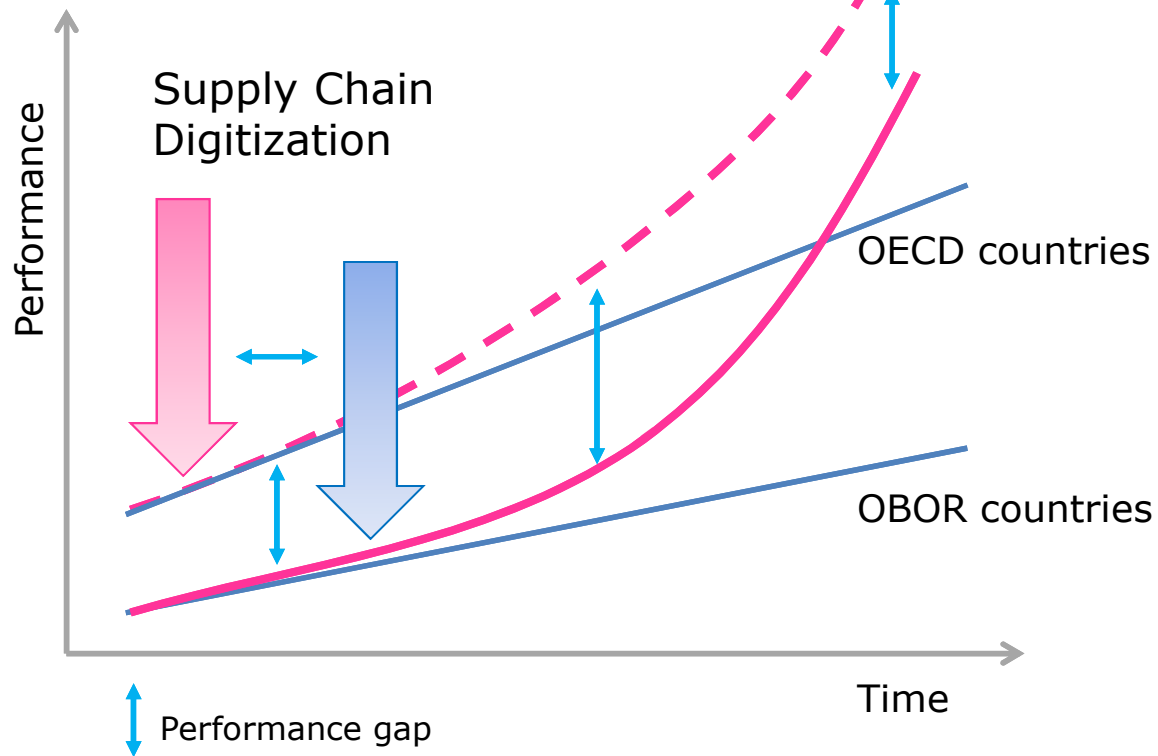 Supply Chain
Digitization
Performance
OECD countries
OBOR countries
Time
Performance gap